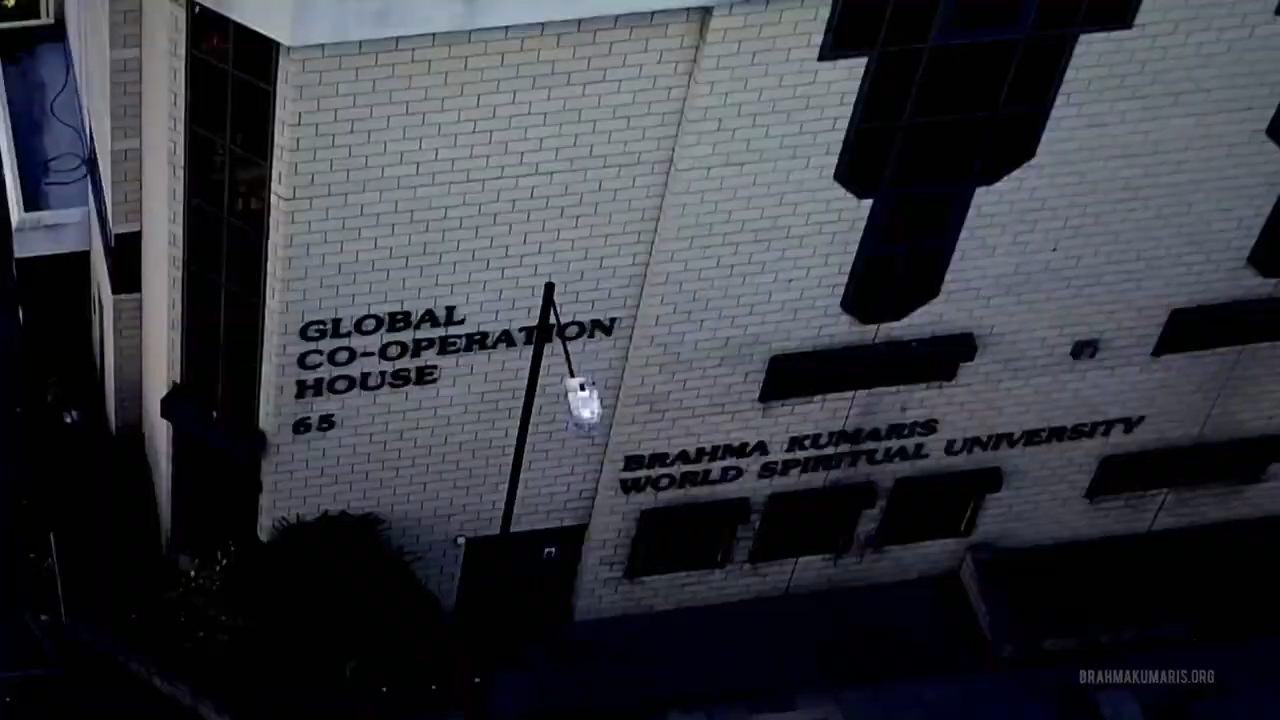 GLOBAL
CO-OPERATION
HOUSE
65
BRAHMA KUMARIS
WORLD SPIRITUAL UNIVERSITY
BRAHMAKUMARIS.ORG